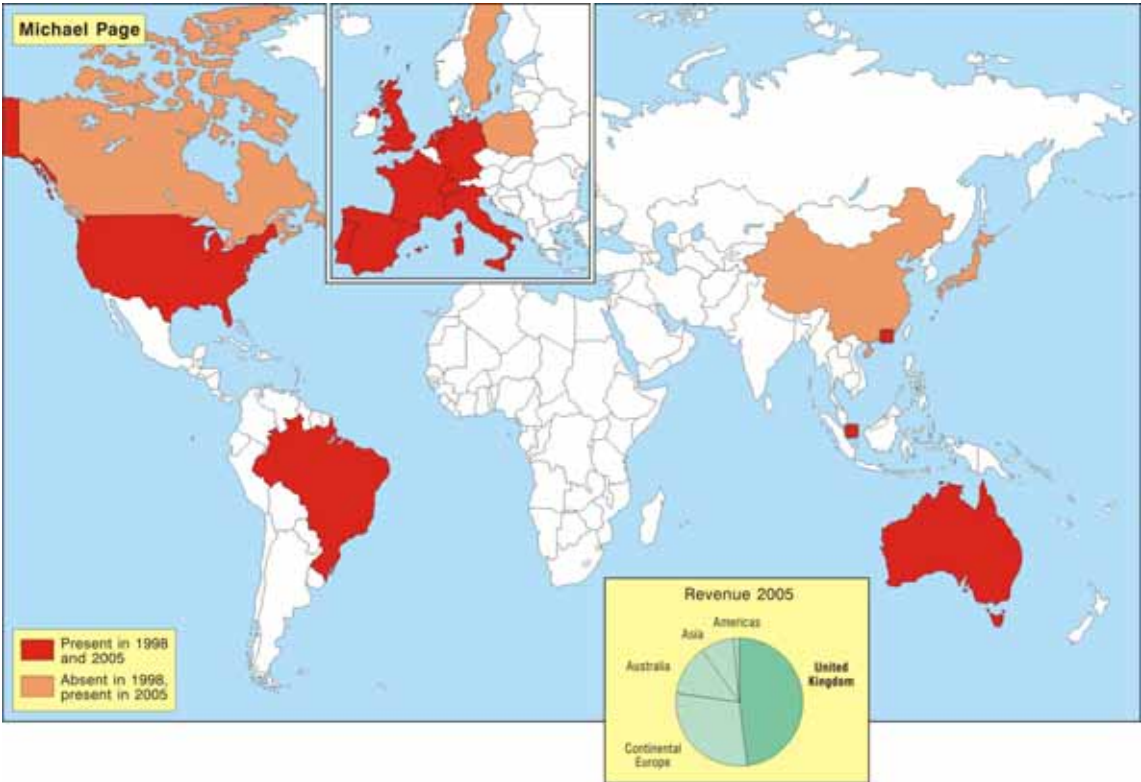 Michael Page
Present in 1998
and 2005
Absent in 1998,
present in 2005
Revenue 2005
Americas
Asia
Australia
United
Kingdom
Continental
Europe